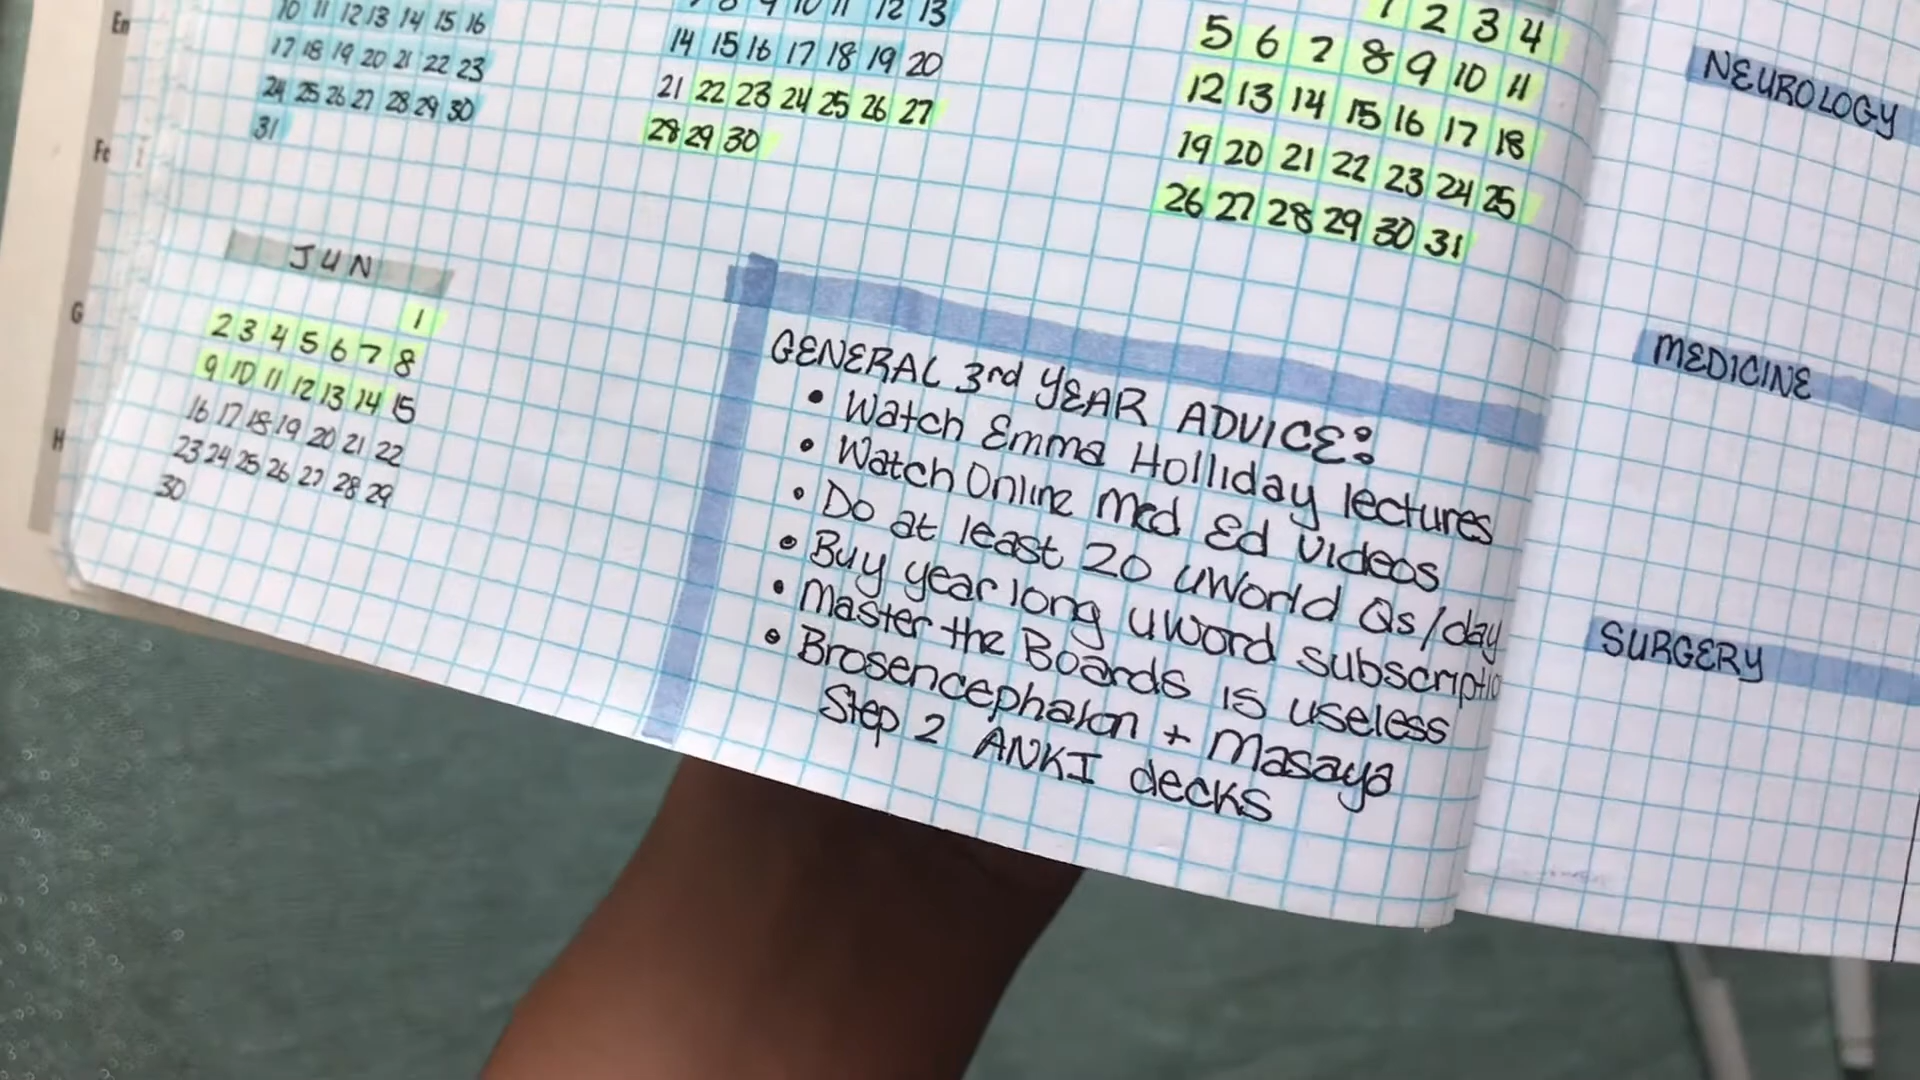 10 11 12 13 14 15 16
17 18 19 20 21 22 23
24 25 26 27 28 29 30
31
9 10 11 12 13
14 15 16 17 18 19 20
21 22 23 24 25 26 27
28 29 30
1 2 3 4
5 6 7 8 9 10 11
12 13 14 15 16 17 18
19 20 21 22 23 24 25
26 27 28 29 30 31
JUN
1
2 3 4 5 6 7 8
9 10 11 12 13 14 15
16 17 18 19 20 21 22
23 24 25 26 27 28 29
30
GENERAL 3rd YEAR ADVICE:
• Watch Emma Holliday lectures
• Watch Online Med Ed Videos
• Do at least 20 UWorld Qs/day
• Buy year long UWord subscriptio
• Master the Boards is useless
• Brosencephalon + Masaya
Step 2 ANKI decks
NEUROLOGY
MEDICINE
SURGERY
En
G
H